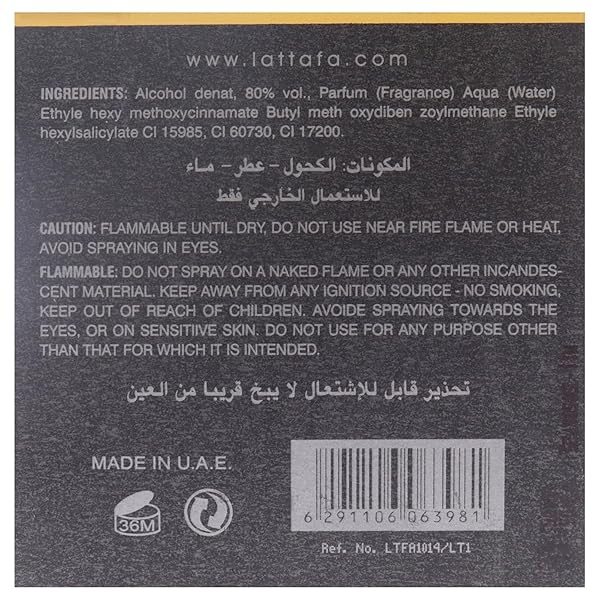 www.lattafa.com
INGREDIENTS: Alcohol denat, 80% vol., Parfum (Fragrance) Aqua (Water)
Ethyle hexy methoxycinnamate Butyl meth oxydiben zoylmethane Ethyle
hexylsalicylate CI 15985, CI 60730, CI 17200.
المكونات: الكحول - عطر - ماء
للاستعمال الخارجي فقط
CAUTION: FLAMMABLE UNTIL DRY, DO NOT USE NEAR FIRE FLAME OR HEAT,
AVOID SPRAYING IN EYES.
FLAMMABLE: DO NOT SPRAY ON A NAKED FLAME OR ANY OTHER INCANDES-
CENT MATERIAL. KEEP AWAY FROM ANY IGNITION SOURCE - NO SMOKING,
KEEP OUT OF REACH OF CHILDREN. AVOIDE SPRAYING TOWARDS THE
EYES, OR ON SENSITIVE SKIN. DO NOT USE FOR ANY PURPOSE OTHER
THAN THAT FOR WHICH IT IS INTENDED.
تحذير قابل للإشتعال لا يبخ قريبا من العين
MADE IN U.A.E.
36M
6 291106 063981
Ref. No. LTFA1014/LT1